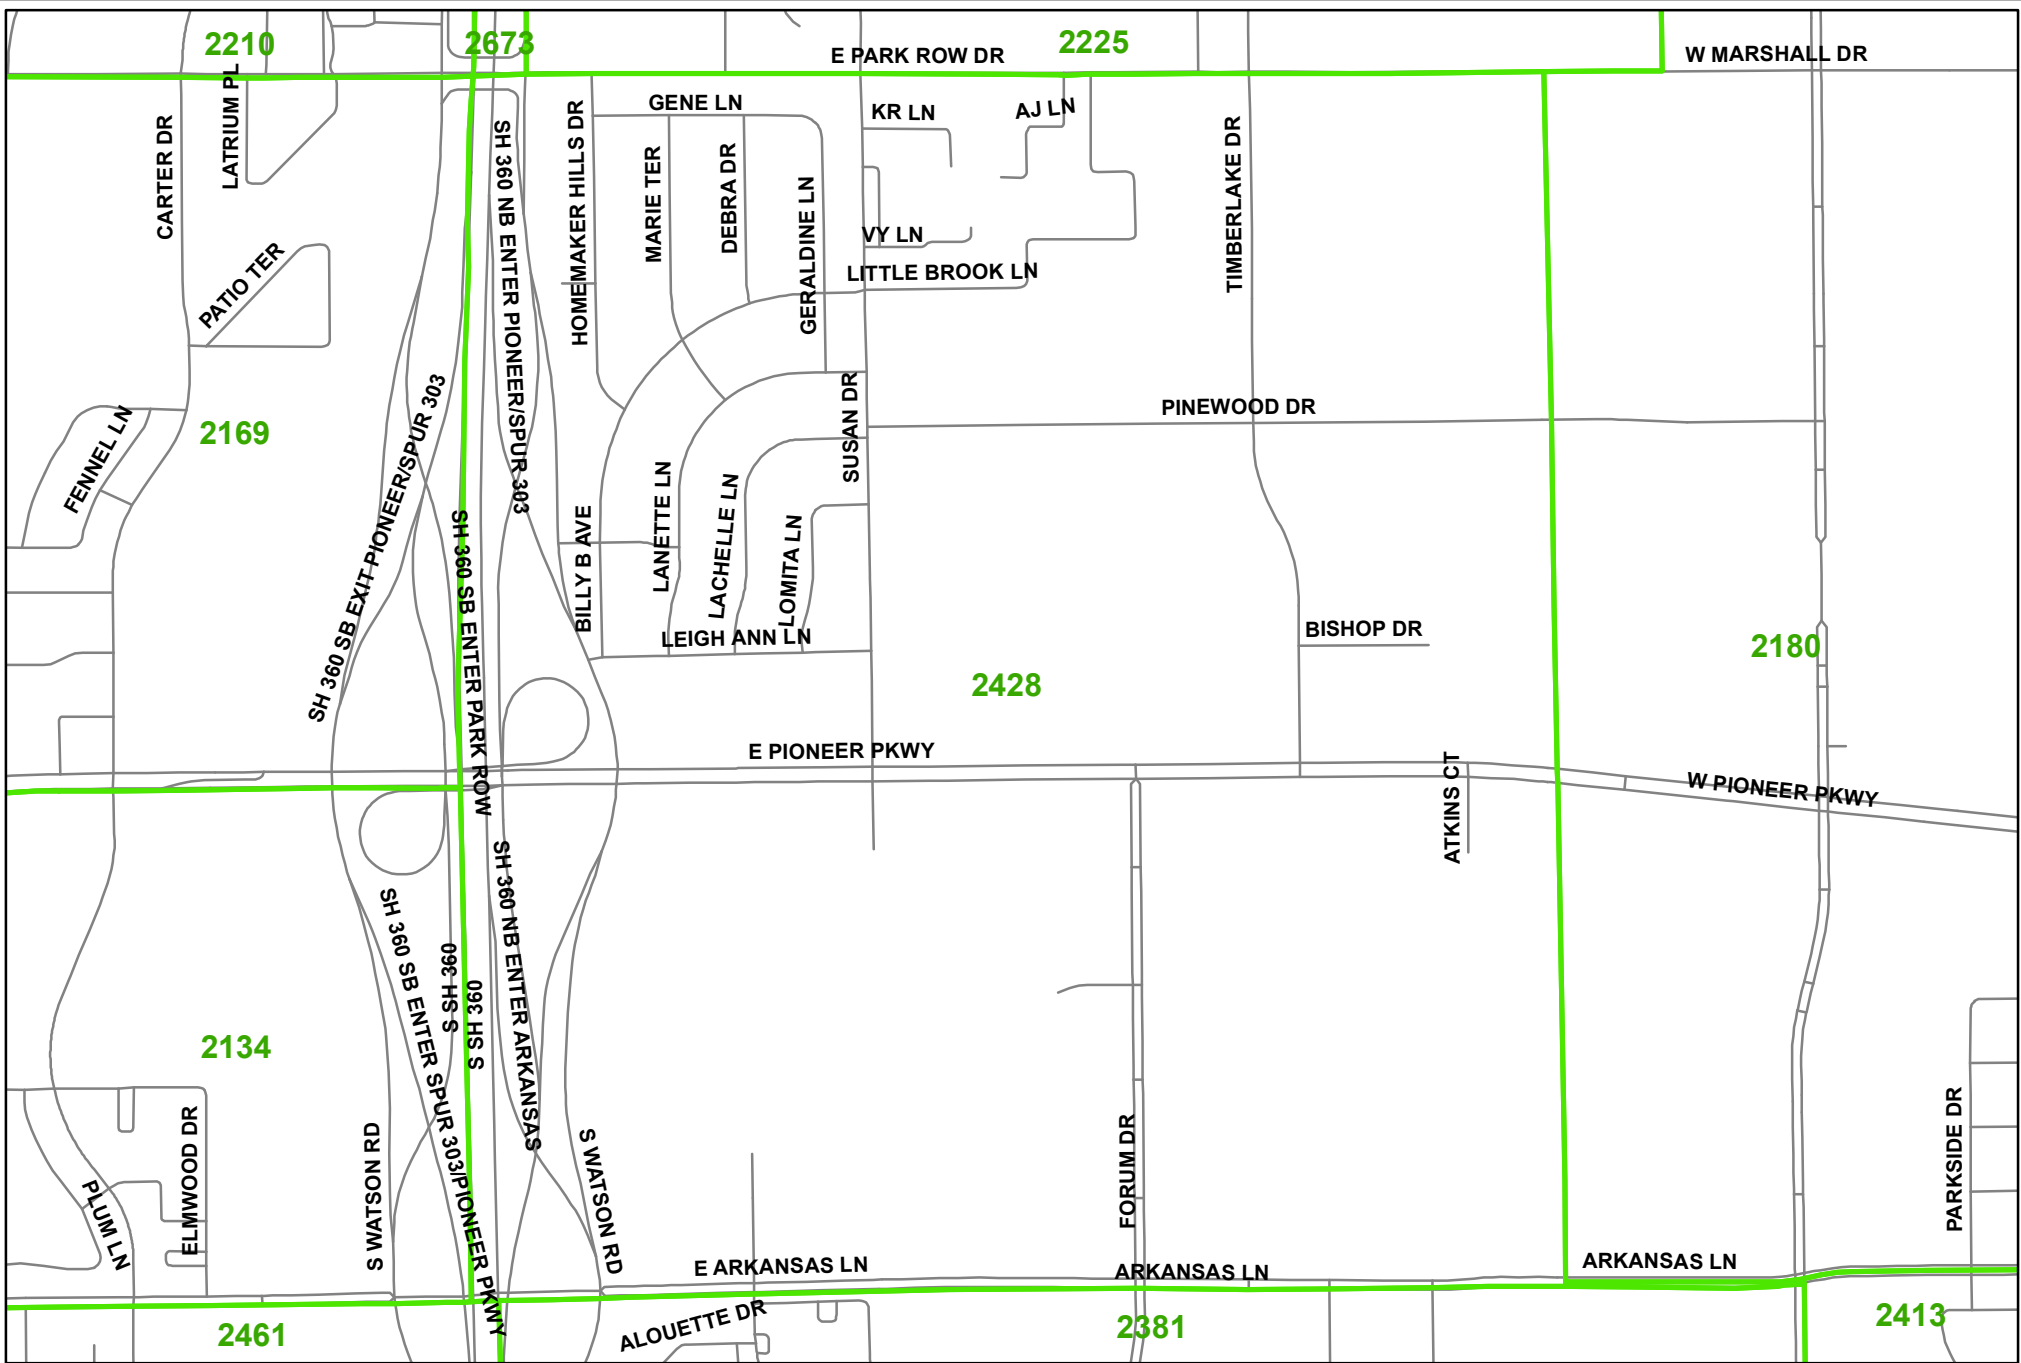 2210
2673
2225
E PARK ROW DR
W MARSHALL DR
LATRIUM PL
CARTER DR
GENE LN
KR LN
AJ LN
HOMEMAKER HILLS DR
SH 360 NB ENTER PIONEER/SPUR 303
MARIE TER
DEBRA DR
GERALDINE LN
TIMBERLAKE DR
VY LN
LITTLE BROOK LN
PATIO TER
SUSAN DR
PINEWOOD DR
2169
FENNEL LN
SH 360 SB EXIT PIONEER/SPUR 303
SH 360 SB ENTER PARK ROW
BILLY B AVE
LANETTE LN
LACHELLE LN
LOMITA LN
LEIGH ANN LN
BISHOP DR
2180
2428
E PIONEER PKWY
ATKINS CT
W PIONEER PKWY
SH 360 NB ENTER ARKANSAS
SH 360 SB ENTER SPUR 303/PIONEER PKWY
S SH 360
S SH 360
2134
ELMWOOD DR
PLUM LN
S WATSON RD
S WATSON RD
FORUM DR
PARKSIDE DR
E ARKANSAS LN
ARKANSAS LN
ARKANSAS LN
ALOUETTE DR
2461
2381
2413